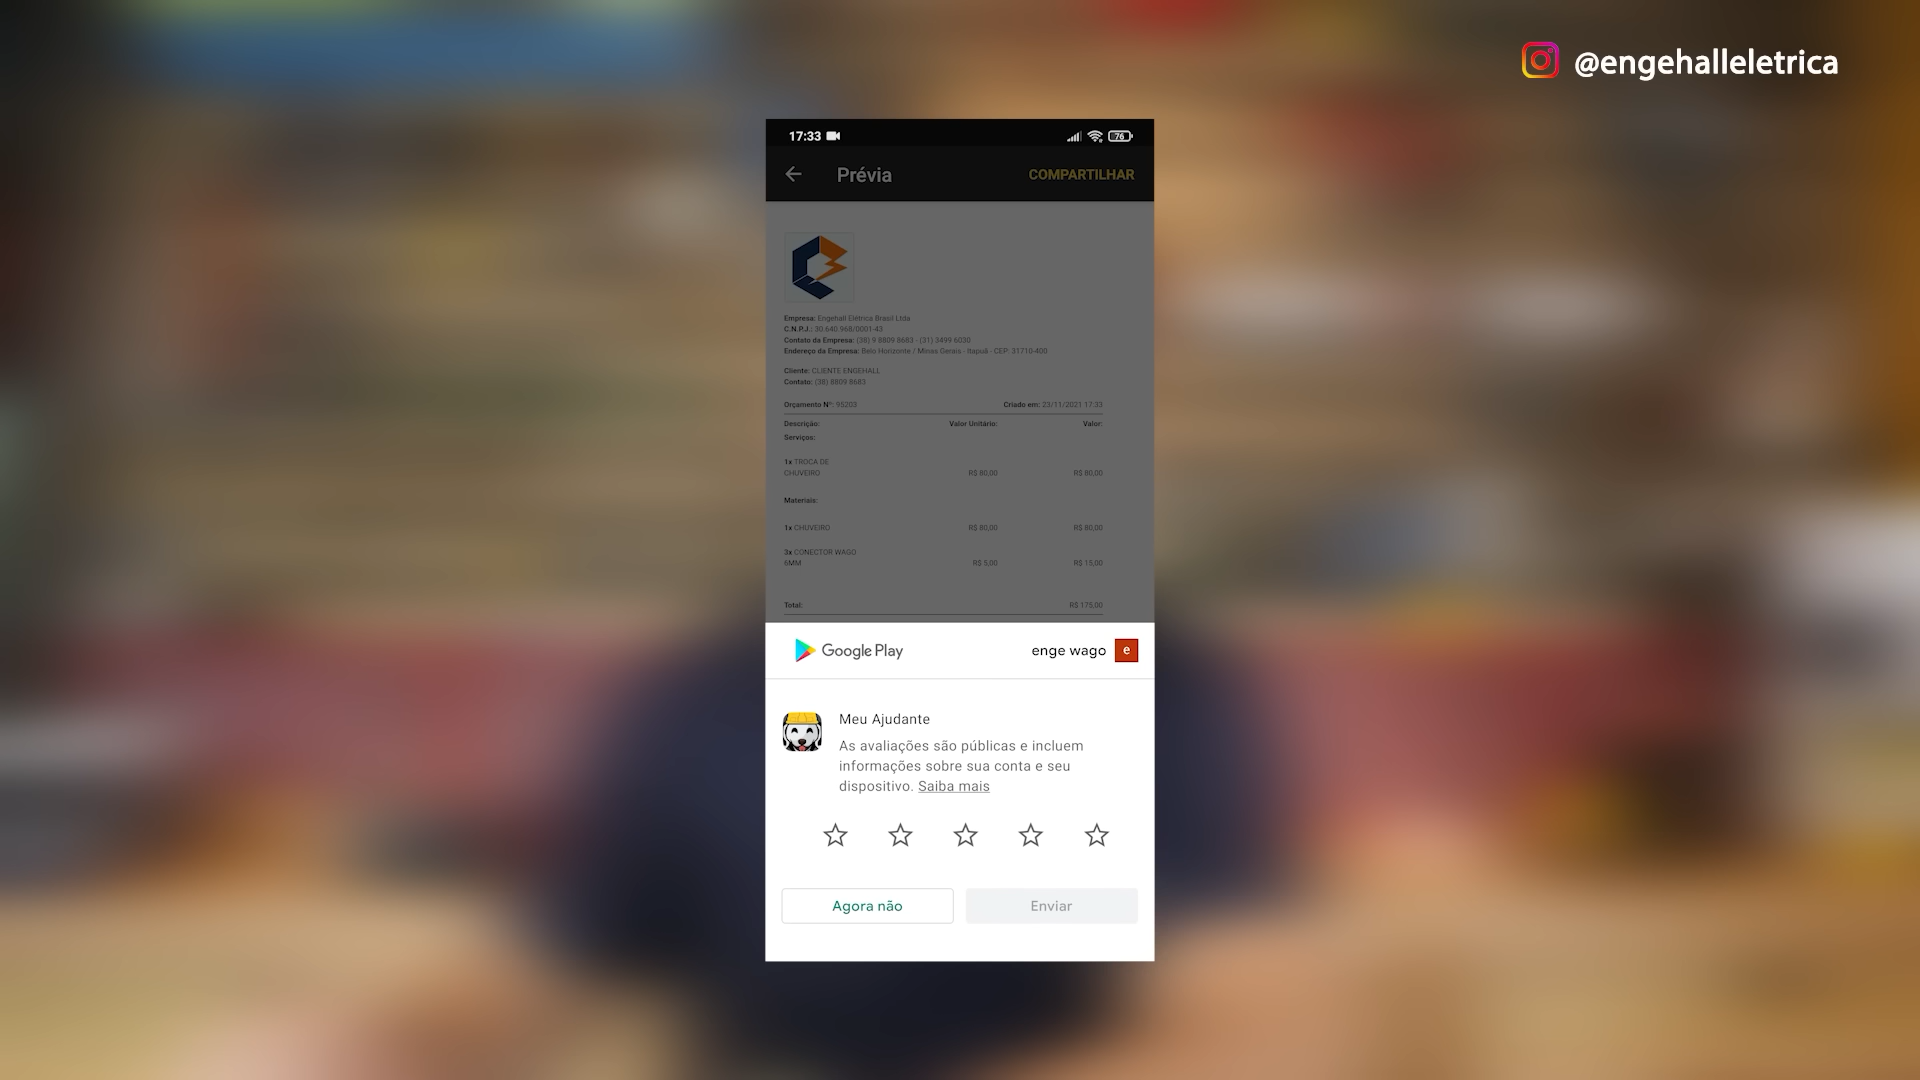 @engehalleletrica
17:33
76
Prévia
COMPARTILHAR
Empresa: Engehall Elétrica Brasil Ltda
C.N.P.J.: 30.640.968/0001-43
Contato da Empresa: (38) 9 8809 8683 - (31) 3499 6030
Endereço da Empresa: Belo Horizonte / Minas Gerais - Itapuã - CEP: 31710-400
Cliente: CLIENTE ENGEHALL
Contato: (38) 8809 8683
Orçamento Nº: 95203
Criado em: 23/11/2021 17:33
Descrição: Valor Unitário: Valor:
Serviços:
1x TROCA DE
CHUVEIRO R$ 80,00 R$ 80,00
Materiais:
1x CHUVEIRO R$ 80,00 R$ 80,00
3x CONECTOR WAGO
6MM R$ 5,00 R$ 15,00
Total: R$ 175,00
Google Play
enge wago e
Meu Ajudante
As avaliações são públicas e incluem
informações sobre sua conta e seu
dispositivo. Saiba mais
Agora não
Enviar